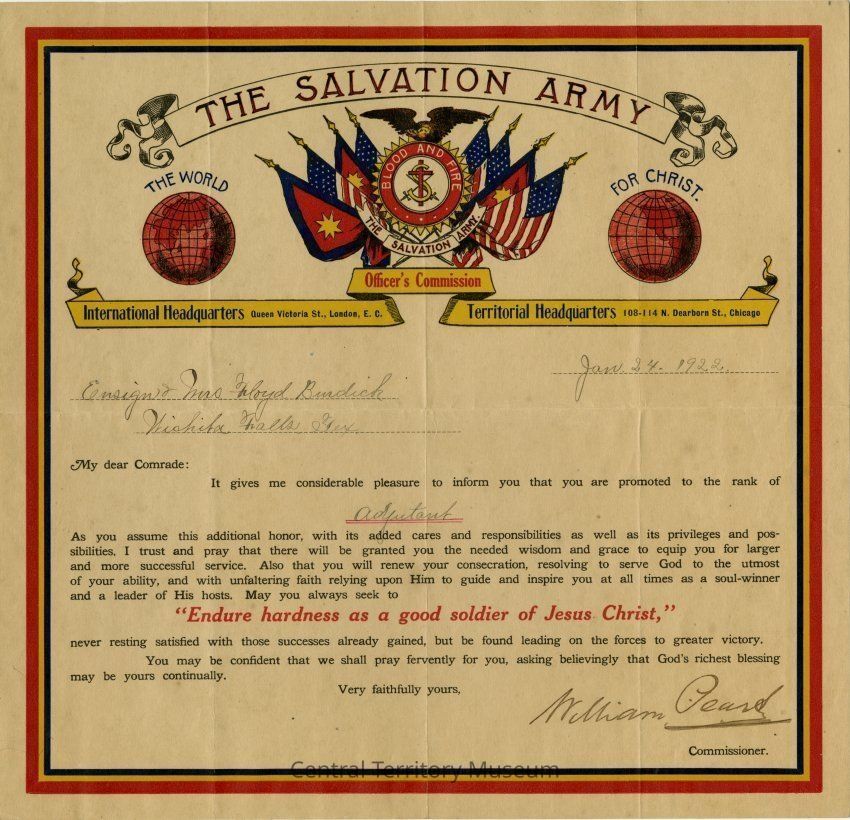 THE SALVATION ARMY
BLOOD AND FIRE
THE SALVATION ARMY.
THE WORLD
FOR CHRIST.
Officer's Commission
International Headquarters Queen Victoria St., London, E. C.
Territorial Headquarters 108-114 N. Dearborn St., Chicago
Jan. 24. 1922
Ensign & Mrs Floyd Burdick
Wichita Falls Tex
My dear Comrade:
It gives me considerable pleasure to inform you that you are promoted to the rank of
Adjutant
As you assume this additional honor, with its added cares and responsibilities as well as its privileges and pos-
sibilities, I trust and pray that there will be granted you the needed wisdom and grace to equip you for larger
and more successful service. Also that you will renew your consecration, resolving to serve God to the utmost
of your ability, and with unfaltering faith relying upon Him to guide and inspire you at all times as a soul-winner
and a leader of His hosts. May you always seek to
"Endure hardness as a good soldier of Jesus Christ,"
never resting satisfied with those successes already gained, but be found leading on the forces to greater victory.
You may be confident that we shall pray fervently for you, asking believingly that God's richest blessing
may be yours continually.
Very faithfully yours,
William Peart
Commissioner.
Central Territory Museum